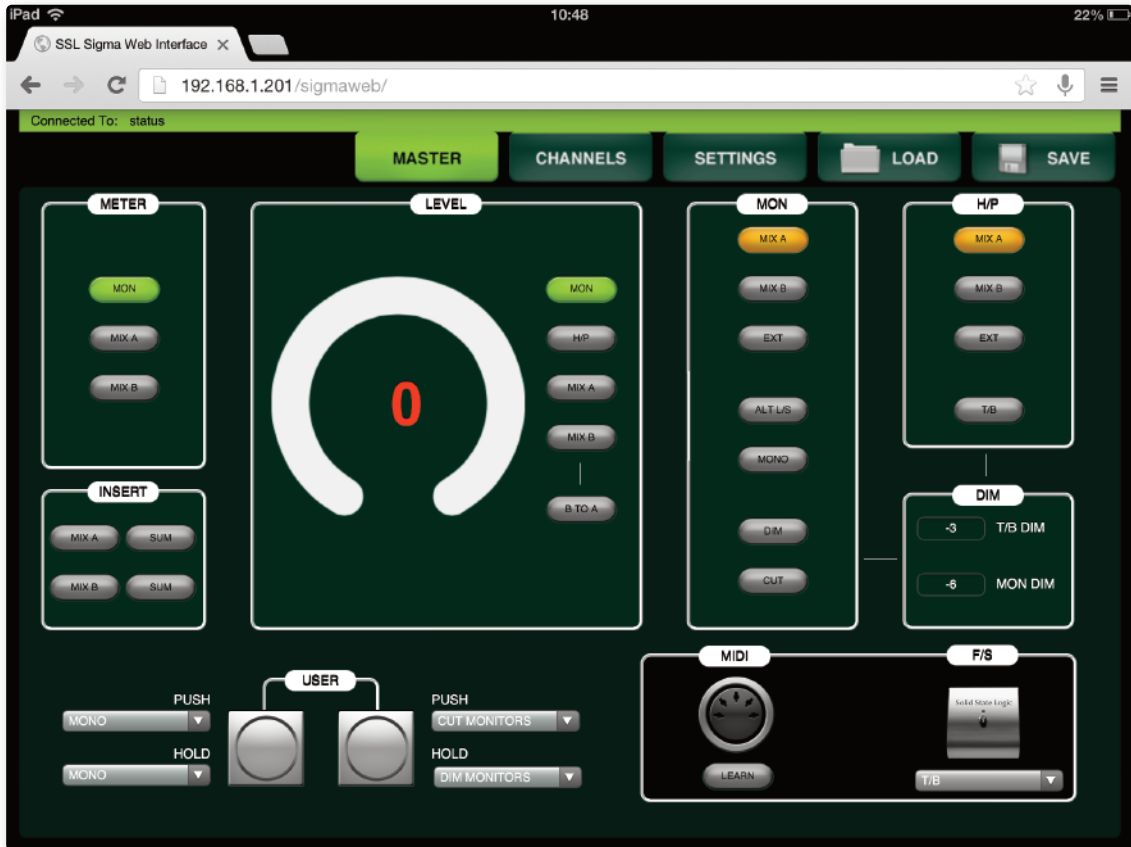 iPad 10:48 22%
SSL Sigma Web Interface
192.168.1.201/sigmaweb/
Connected To: status
MASTER CHANNELS SETTINGS LOAD SAVE
METER
MON
MIX A
MIX B
INSERT
MIX A SUM
MIX B SUM
LEVEL
0
MON
H/P
MIX A
MIX B
B TO A
MON
MIX A
MIX B
EXT
ALT L/S
MONO
DIM
CUT
H/P
MIX A
MIX B
EXT
T/B
DIM
-3 T/B DIM
-6 MON DIM
USER
PUSH
MONO
HOLD
MONO
PUSH
CUT MONITORS
HOLD
DIM MONITORS
MIDI
LEARN
F/S
Solid State Logic
T/B